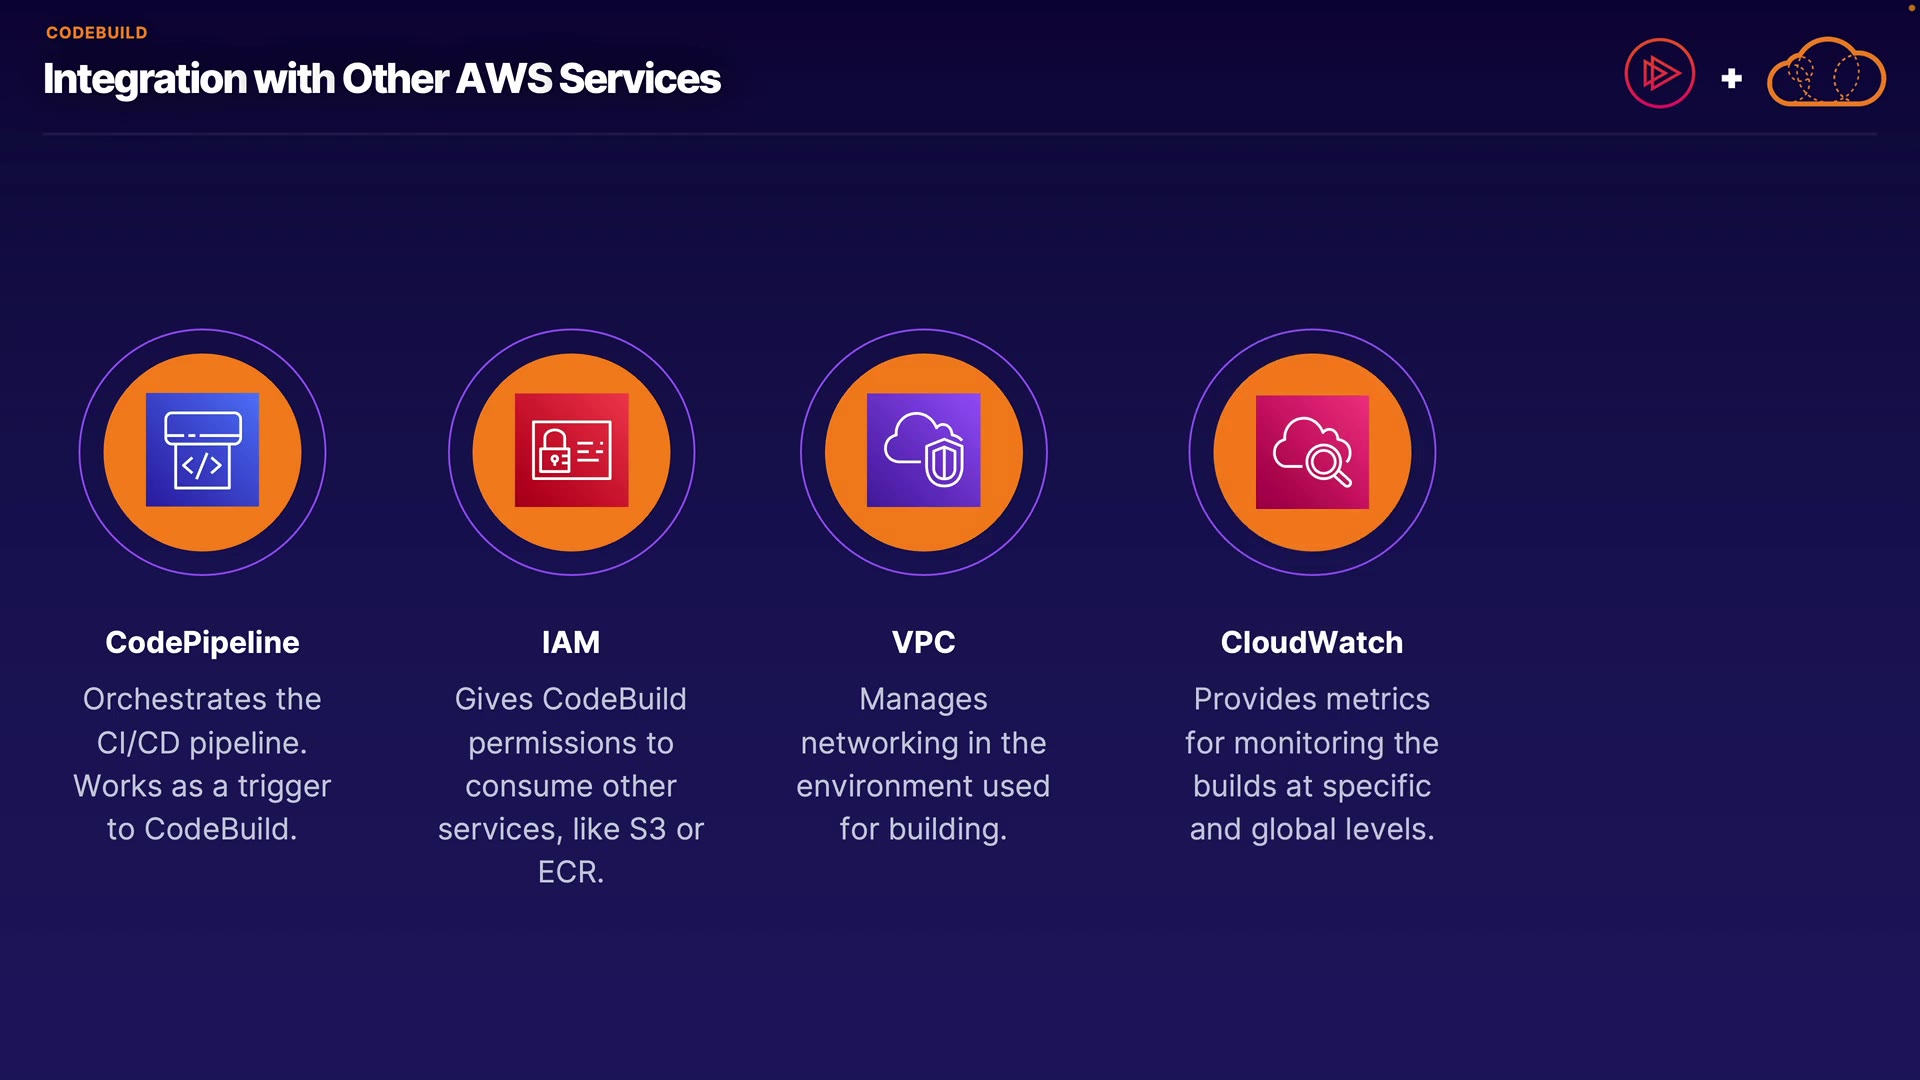 CODEBUILD
Integration with Other AWS Services
+
CodePipeline
Orchestrates the
CI/CD pipeline.
Works as a trigger
to CodeBuild.
IAM
Gives CodeBuild
permissions to
consume other
services, like S3 or
ECR.
VPC
Manages
networking in the
environment used
for building.
CloudWatch
Provides metrics
for monitoring the
builds at specific
and global levels.